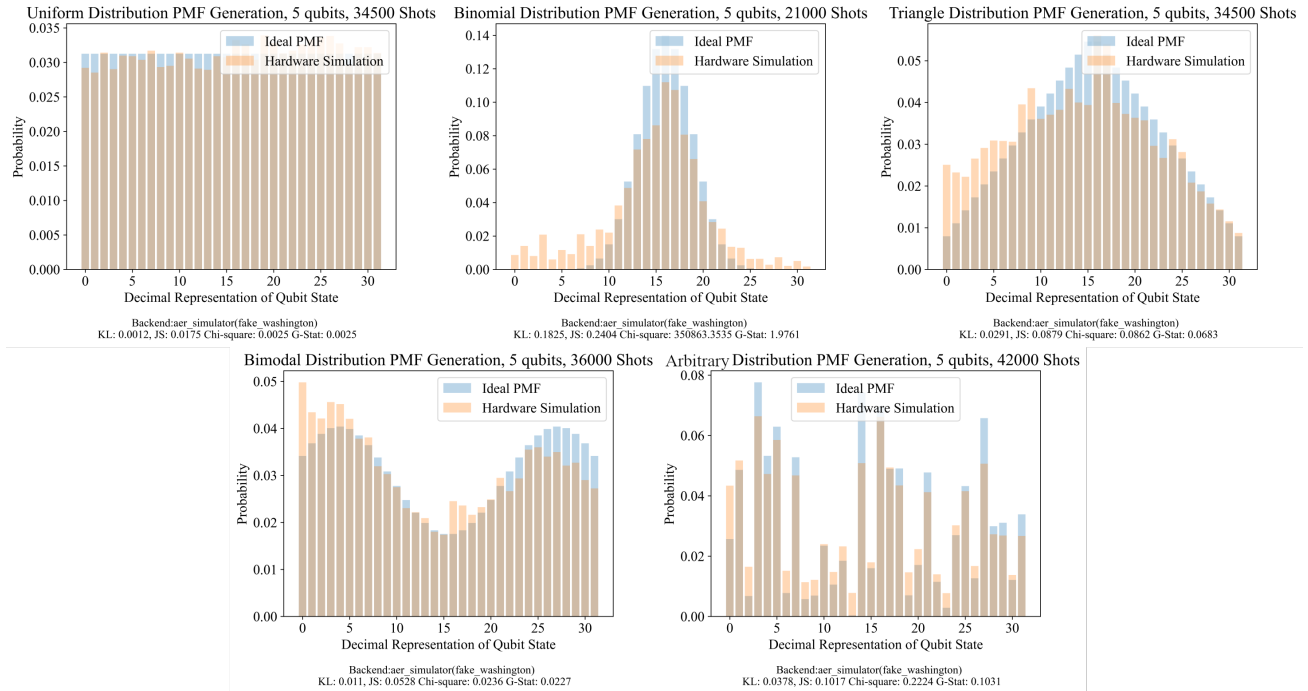 Uniform Distribution PMF Generation, 5 qubits, 34500 Shots
0.035
0.030
0.025
0.020
0.015
0.010
0.005
0.000
Probability
Ideal PMF
Hardware Simulation
0 5 10 15 20 25 30
Decimal Representation of Qubit State
Backend:aer_simulator(fake_washington)
KL: 0.0012, JS: 0.0175 Chi-square: 0.0025 G-Stat: 0.0025
Binomial Distribution PMF Generation, 5 qubits, 21000 Shots
0.14
0.12
0.10
0.08
0.06
0.04
0.02
0.00
Probability
Ideal PMF
Hardware Simulation
0 5 10 15 20 25 30
Decimal Representation of Qubit State
Backend:aer_simulator(fake_washington)
KL: 0.1825, JS: 0.2404 Chi-square: 350863.3535 G-Stat: 1.9761
Triangle Distribution PMF Generation, 5 qubits, 34500 Shots
0.05
0.04
0.03
0.02
0.01
0.00
Probability
Ideal PMF
Hardware Simulation
0 5 10 15 20 25 30
Decimal Representation of Qubit State
Backend:aer_simulator(fake_washington)
KL: 0.0291, JS: 0.0879 Chi-square: 0.0862 G-Stat: 0.0683
Bimodal Distribution PMF Generation, 5 qubits, 36000 Shots
0.05
0.04
0.03
0.02
0.01
0.00
Probability
Ideal PMF
Hardware Simulation
0 5 10 15 20 25 30
Decimal Representation of Qubit State
Backend:aer_simulator(fake_washington)
KL: 0.011, JS: 0.0528 Chi-square: 0.0236 G-Stat: 0.0227
Arbitrary Distribution PMF Generation, 5 qubits, 42000 Shots
0.08
0.06
0.04
0.02
0.00
Probability
Ideal PMF
Hardware Simulation
0 5 10 15 20 25 30
Decimal Representation of Qubit State
Backend:aer_simulator(fake_washington)
KL: 0.0378, JS: 0.1017 Chi-square: 0.2224 G-Stat: 0.1031